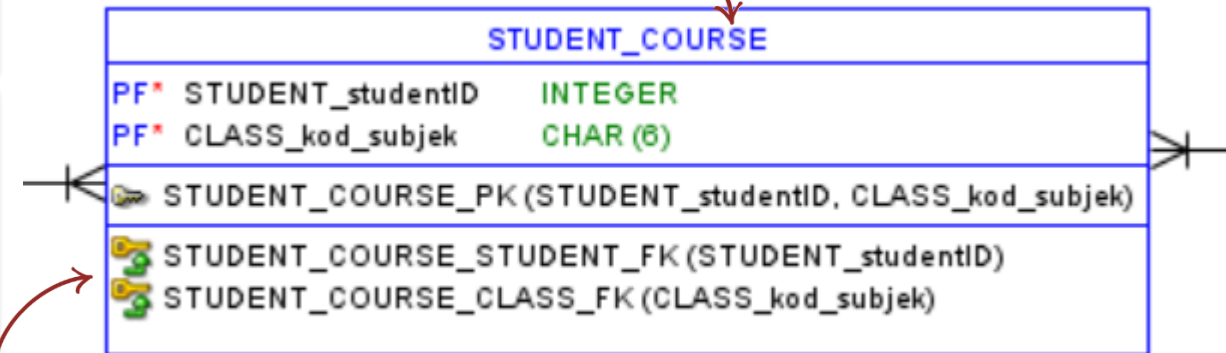 STUDENT_COURSE
PF* STUDENT_studentID INTEGER
PF* CLASS_kod_subjek CHAR (6)
STUDENT_COURSE_PK (STUDENT_studentID, CLASS_kod_subjek)
STUDENT_COURSE_STUDENT_FK (STUDENT_studentID)
STUDENT_COURSE_CLASS_FK (CLASS_kod_subjek)